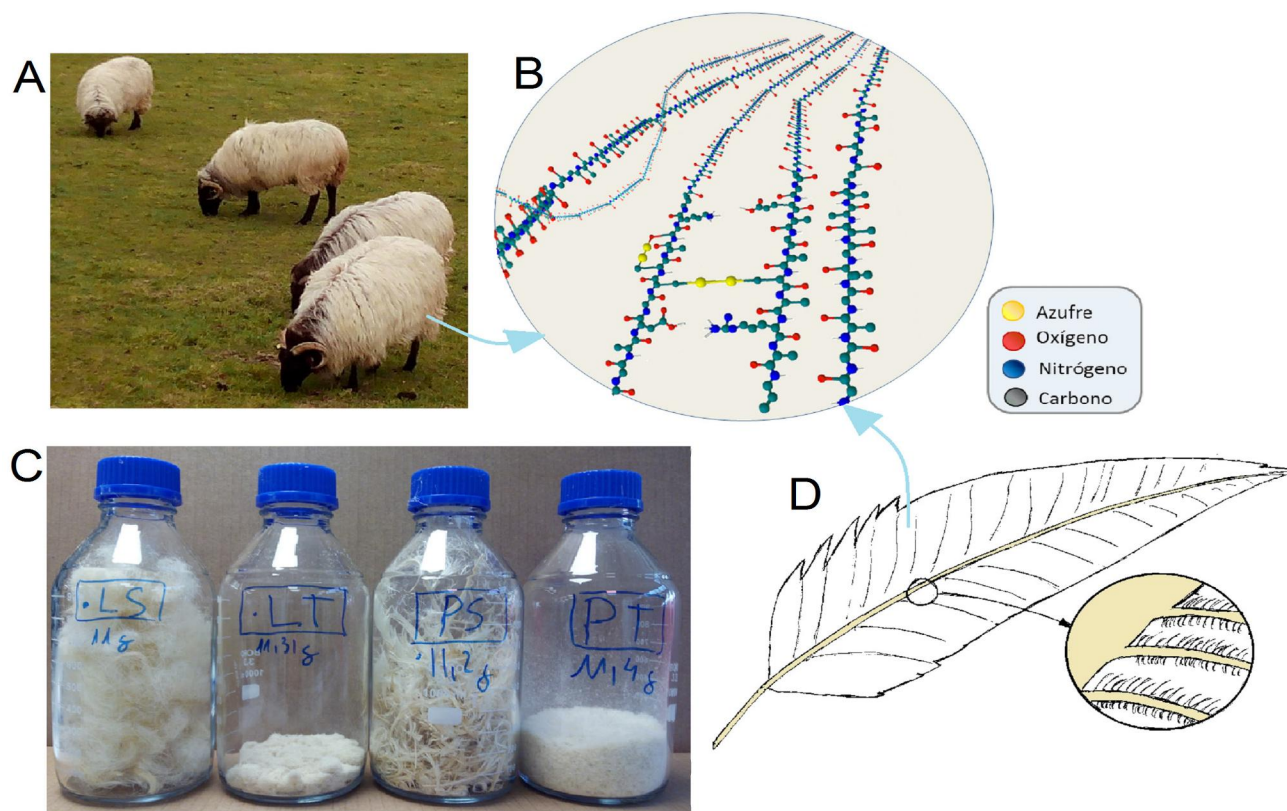 A
B
Azufre
Oxígeno
Nitrógeno
Carbono
C
.LS
11 g
.LT
11,31 g
PS
11,2 g
PT
11,4 g
D